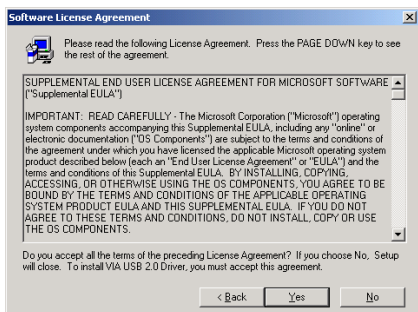 Software License Agreement
Please read the following License Agreement. Press the PAGE DOWN key to see
the rest of the agreement.
SUPPLEMENTAL END USER LICENSE AGREEMENT FOR MICROSOFT SOFTWARE
("Supplemental EULA")
IMPORTANT: READ CAREFULLY - The Microsoft Corporation ("Microsoft") operating
system components accompanying this Supplemental EULA, including any "online" or
electronic documentation ("OS Components") are subject to the terms and conditions of
the agreement under which you have licensed the applicable Microsoft operating system
product described below (each an "End User License Agreement" or "EULA") and the
terms and conditions of this Supplemental EULA. BY INSTALLING, COPYING,
ACCESSING, OR OTHERWISE USING THE OS COMPONENTS, YOU AGREE TO BE
BOUND BY THE TERMS AND CONDITIONS OF THE APPLICABLE OPERATING
SYSTEM PRODUCT EULA AND THIS SUPPLEMENTAL EULA. IF YOU DO NOT
AGREE TO THESE TERMS AND CONDITIONS, DO NOT INSTALL, COPY OR USE
THE OS COMPONENTS.
Do you accept all the terms of the preceding License Agreement? If you choose No, Setup
will close. To install VIA USB 2.0 Driver, you must accept this agreement.
< Back
Yes
No